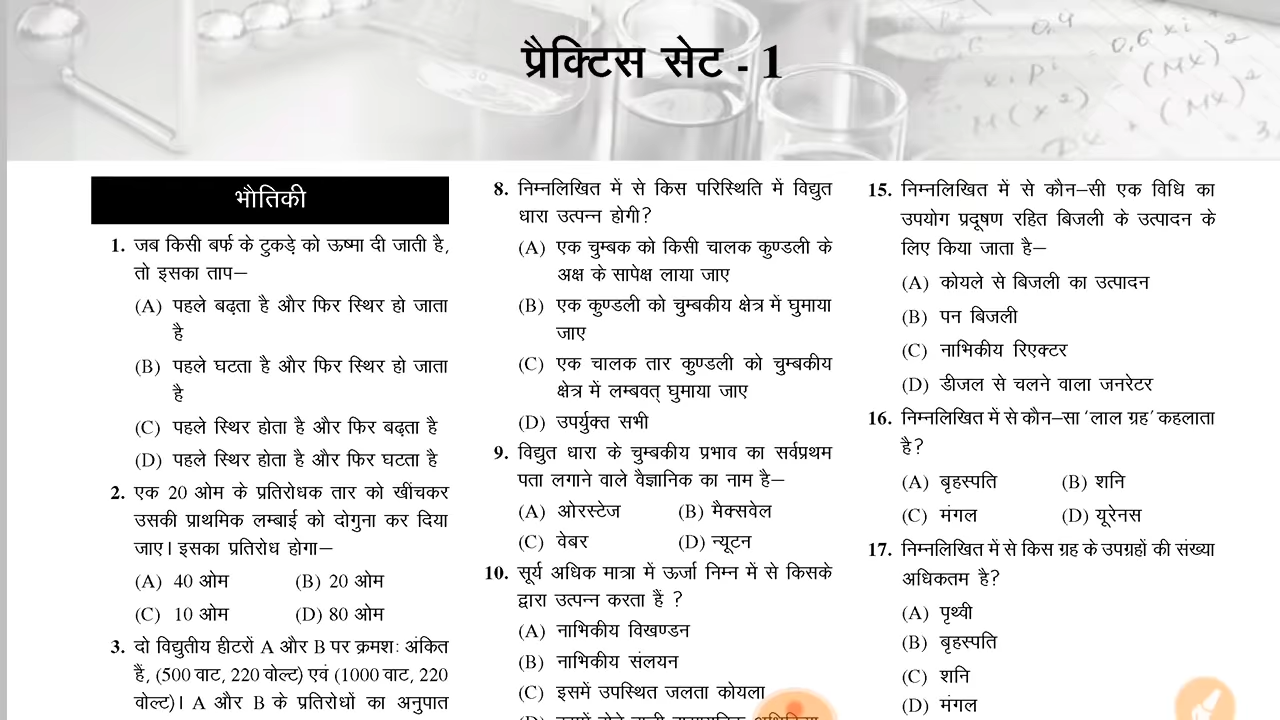 प्रैक्टिस सेट - 1
भौतिकी
1. जब किसी बर्फ के टुकड़े को ऊष्मा दी जाती है,
तो इसका ताप–
(A) पहले बढ़ता है और फिर स्थिर हो जाता
है
(B) पहले घटता है और फिर स्थिर हो जाता
है
(C) पहले स्थिर होता है और फिर बढ़ता है
(D) पहले स्थिर होता है और फिर घटता है
2. एक 20 ओम के प्रतिरोधक तार को खींचकर
उसकी प्राथमिक लम्बाई को दोगुना कर दिया
जाए। इसका प्रतिरोध होगा–
(A) 40 ओम (B) 20 ओम
(C) 10 ओम (D) 80 ओम
3. दो विद्युतीय हीटरों A और B पर क्रमशः अंकित
है, (500 वाट, 220 वोल्ट) एवं (1000 वाट, 220
वोल्ट)। A और B के प्रतिरोधों का अनुपात
8. निम्नलिखित में से किस परिस्थिति में विद्युत
धारा उत्पन्न होगी?
(A) एक चुम्बक को किसी चालक कुण्डली के
अक्ष के सापेक्ष लाया जाए
(B) एक कुण्डली को चुम्बकीय क्षेत्र में घुमाया
जाए
(C) एक चालक तार कुण्डली को चुम्बकीय
क्षेत्र में लम्बवत् घुमाया जाए
(D) उपर्युक्त सभी
9. विद्युत धारा के चुम्बकीय प्रभाव का सर्वप्रथम
पता लगाने वाले वैज्ञानिक का नाम है–
(A) ओरस्टेज (B) मैक्सवेल
(C) वेबर (D) न्यूटन
10. सूर्य अधिक मात्रा में ऊर्जा निम्न में से किसके
द्वारा उत्पन्न करता है ?
(A) नाभिकीय विखण्डन
(B) नाभिकीय संलयन
(C) इसमें उपस्थित जलता कोयला
15. निम्नलिखित में से कौन–सी एक विधि का
उपयोग प्रदूषण रहित बिजली के उत्पादन के
लिए किया जाता है–
(A) कोयले से बिजली का उत्पादन
(B) पन बिजली
(C) नाभिकीय रिएक्टर
(D) डीजल से चलने वाला जनरेटर
16. निम्नलिखित में से कौन–सा 'लाल ग्रह' कहलाता
है?
(A) बृहस्पति (B) शनि
(C) मंगल (D) यूरेनस
17. निम्नलिखित में से किस ग्रह के उपग्रहों की संख्या
अधिकतम है?
(A) पृथ्वी
(B) बृहस्पति
(C) शनि
(D) मंगल